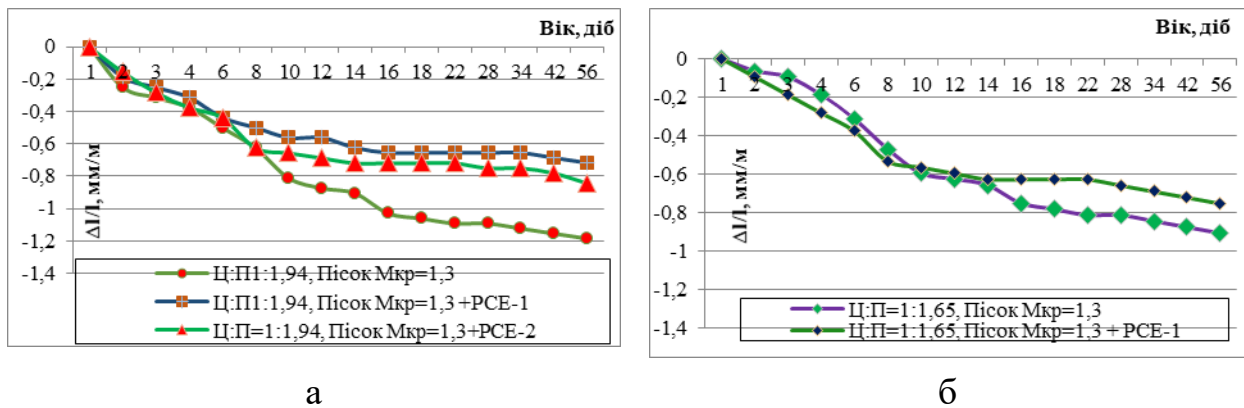 Вік, діб
0
-0,2
-0,4
-0,6
-0,8
-1
-1,2
-1,4
1 2 3 4 6 8 10 12 14 16 18 22 28 34 42 56
Δl/l, мм/м
Ц:П1:1,94, Пісок Мкр=1,3
Ц:П1:1,94, Пісок Мкр=1,3+РСЕ-1
Ц:П=1:1,94, Пісок Мкр=1,3+РСЕ-2
а
Вік, діб
0
-0,2
-0,4
-0,6
-0,8
-1
-1,2
-1,4
1 2 3 4 6 8 10 12 14 16 18 22 28 34 42 56
Δl/l, мм/м
Ц:П=1:1,65, Пісок Мкр=1,3
Ц:П=1:1,65, Пісок Мкр=1,3 + РСЕ-1
б